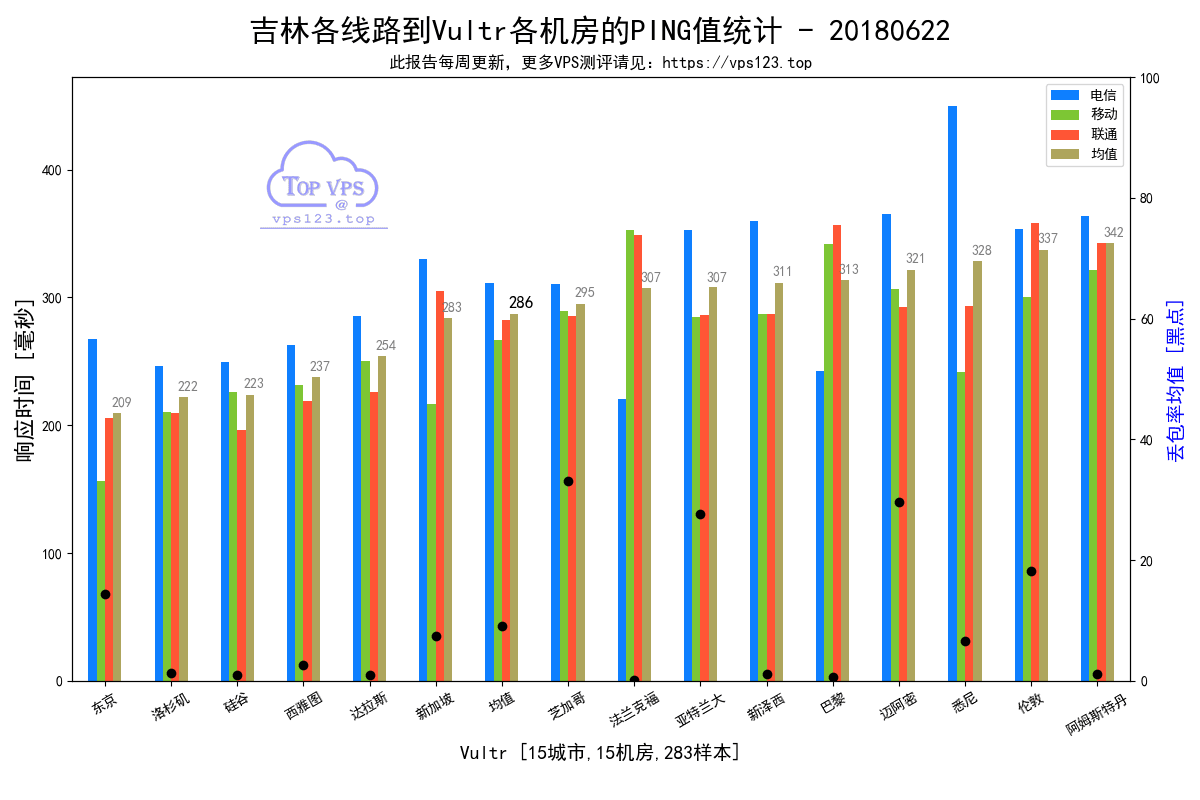 吉林各线路到Vultr各机房的PING值统计 - 20180622
此报告每周更新，更多VPS测评请见：https://vps123.top
电信
移动
联通
均值
TOP VPS
@
vps123.top
响应时间 [毫秒]
400
300
200
100
0
100
80
60
40
20
0
丢包率均值 [黑点]
209
222
223
237
254
283
286
295
307
307
311
313
321
328
337
342
东京
洛杉矶
硅谷
西雅图
达拉斯
新加坡
均值
芝加哥
法兰克福
亚特兰大
新泽西
巴黎
迈阿密
悉尼
伦敦
阿姆斯特丹
Vultr [15城市,15机房,283样本]